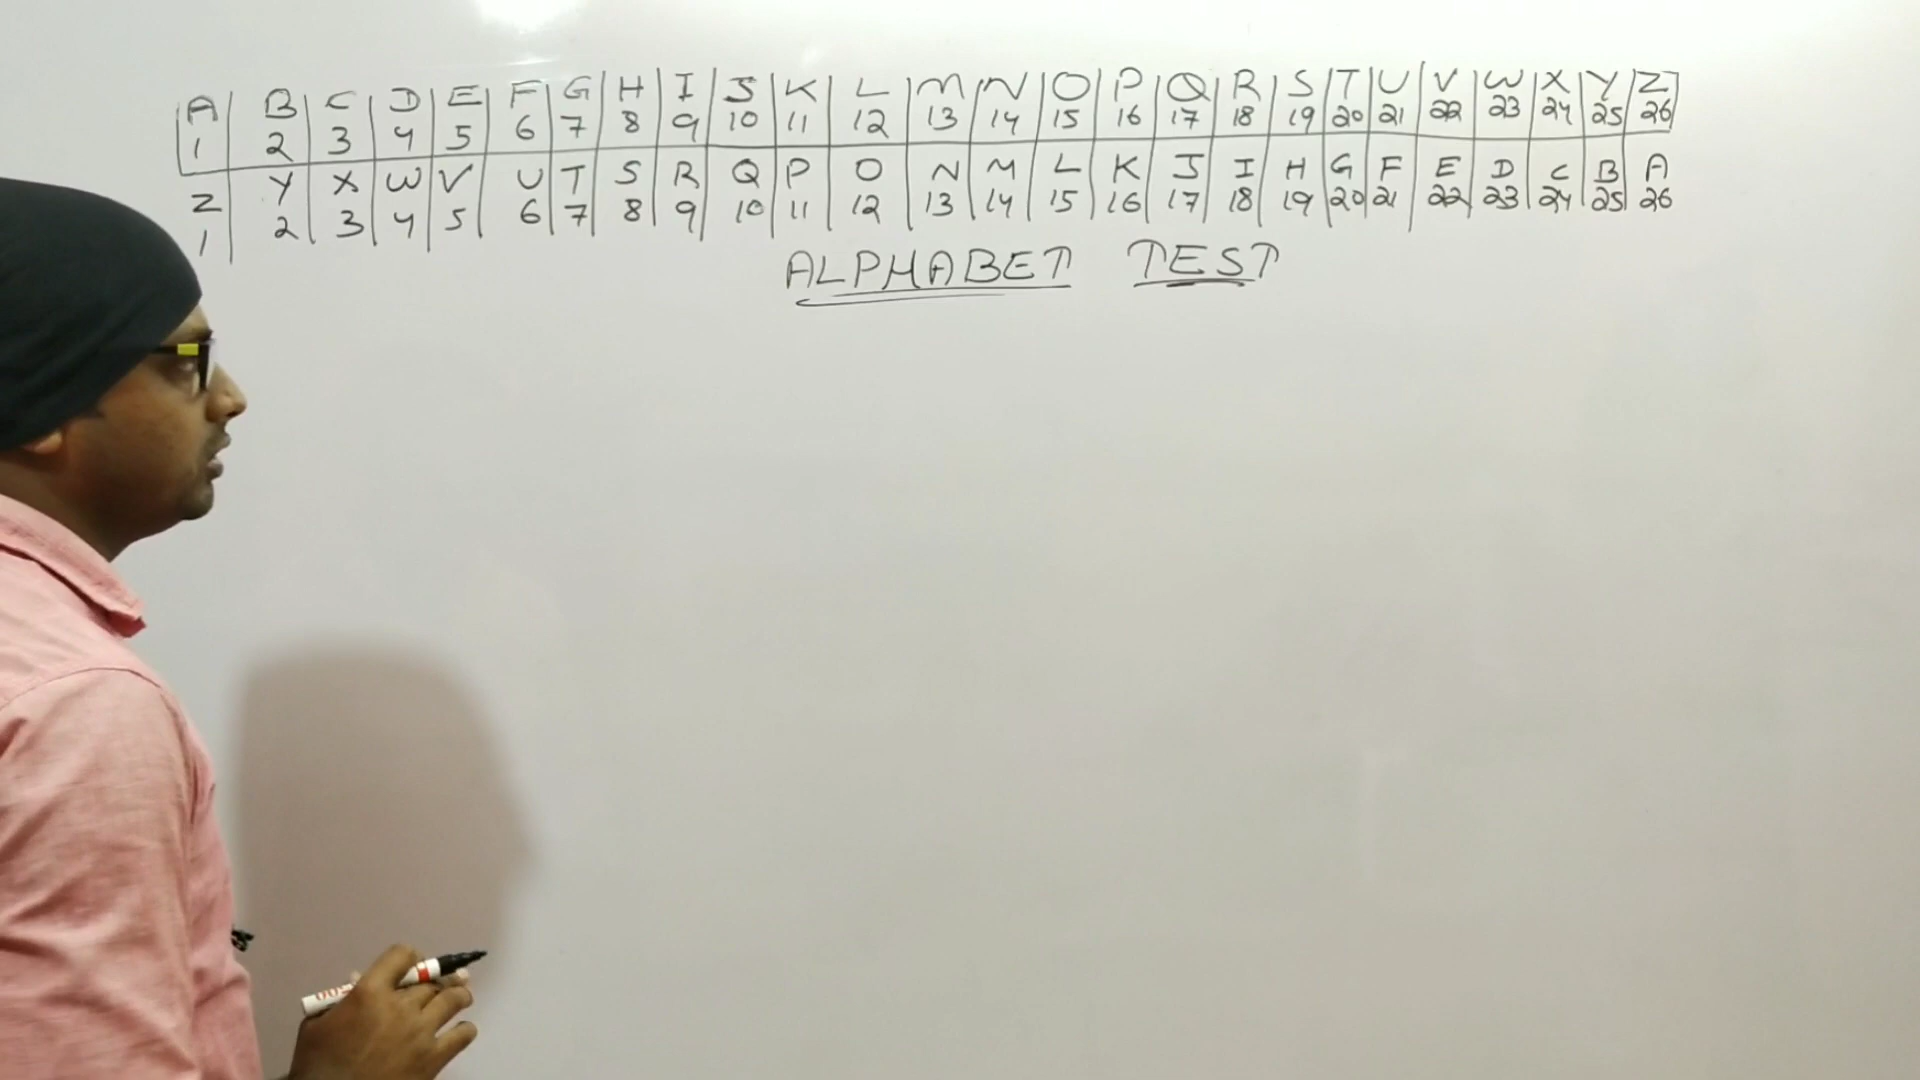 A B C D E F G H I J K L M N O P Q R S T U V W X Y Z
1 2 3 4 5 6 7 8 9 10 11 12 13 14 15 16 17 18 19 20 21 22 23 24 25 26
Z Y X W V U T S R Q P O N M L K J I H G F E D C B A
1 2 3 4 5 6 7 8 9 10 11 12 13 14 15 16 17 18 19 20 21 22 23 24 25 26
ALPHABET TEST